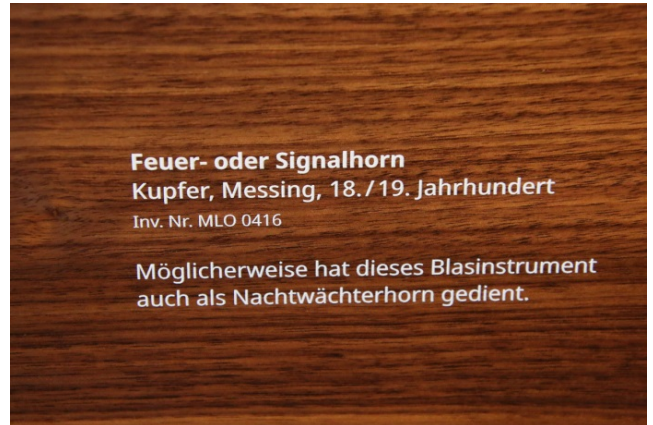 Feuer- oder Signalhorn
Kupfer, Messing, 18./19. Jahrhundert
Inv. Nr. MLO 0416
Möglicherweise hat dieses Blasinstrument
auch als Nachtwächterhorn gedient.